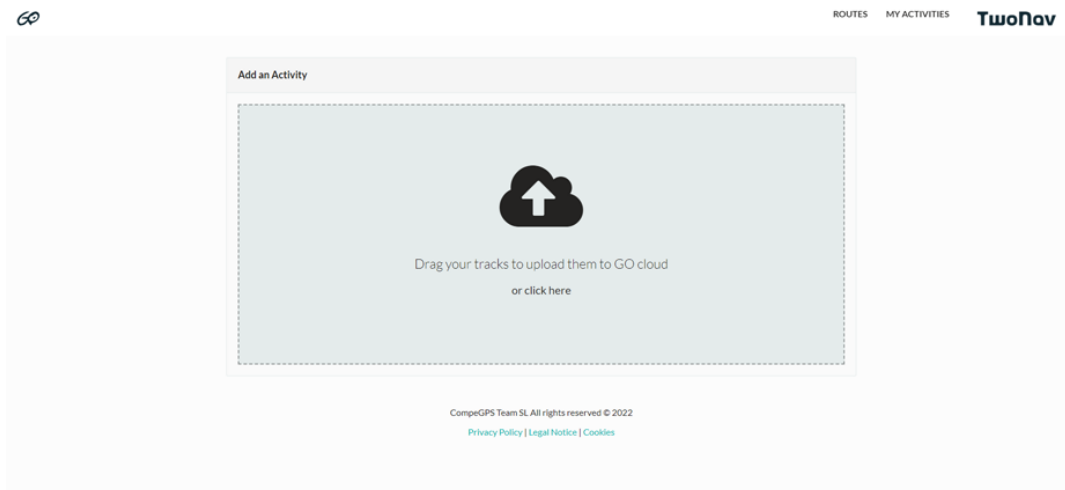 GO
ROUTES MY ACTIVITIES TwoNav
Add an Activity
Drag your tracks to upload them to GO cloud
or click here
CompeGPS Team SL All rights reserved © 2022
Privacy Policy | Legal Notice | Cookies